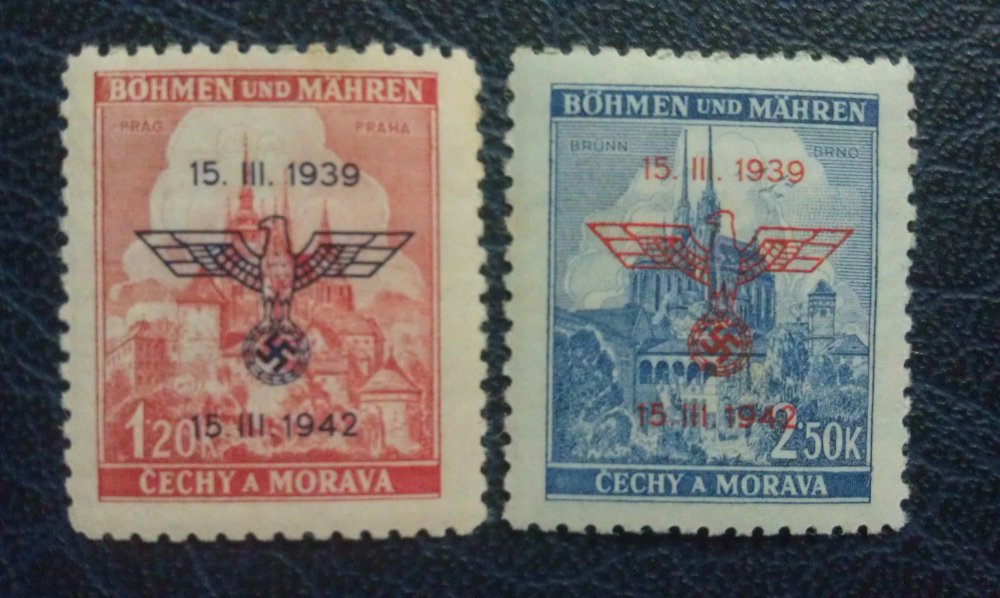 BÖHMEN UND MÄHREN
PRAG PRAHA
15. III. 1939
15. III. 1942
1.20K
ČECHY A MORAVA
BÖHMEN UND MÄHREN
BRÜNN BRNO
15. III. 1939
15. III. 1942
2.50K
ČECHY A MORAVA